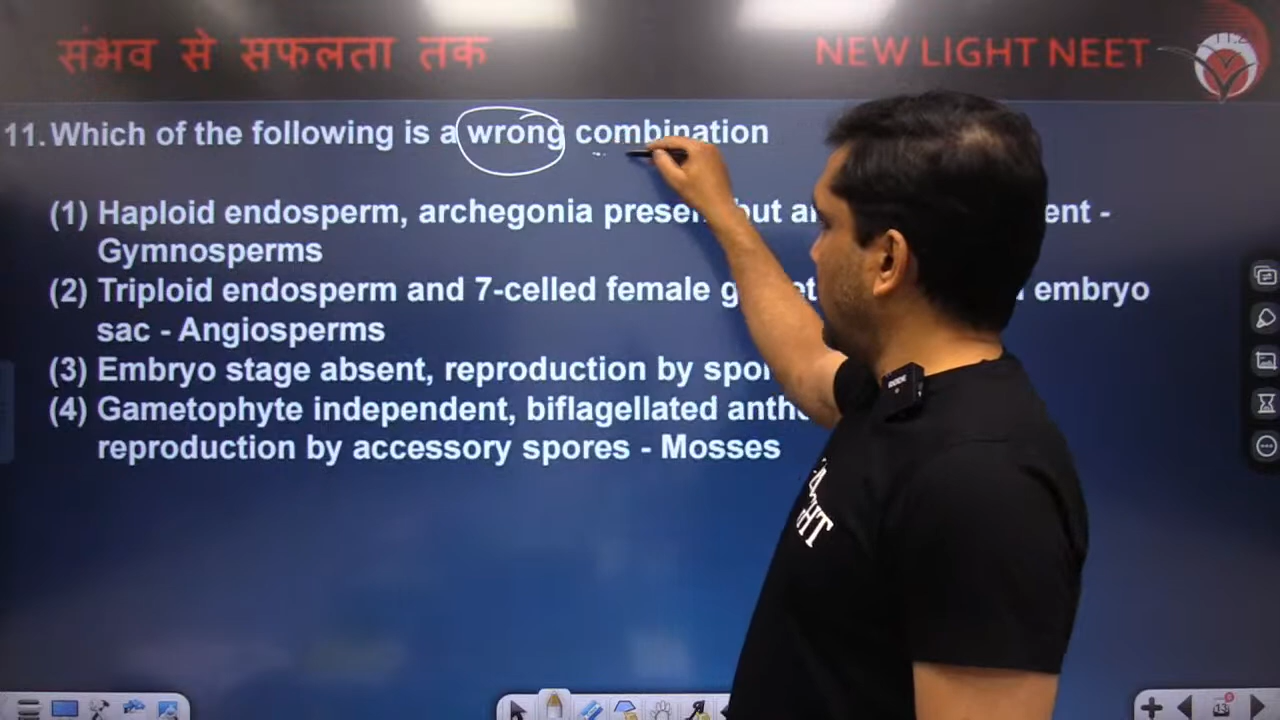 संभव से सफलता तक
NEW LIGHT NEET
11. Which of the following is a wrong combination
(1) Haploid endosperm, archegonia present but
Gymnosperms
(2) Triploid endosperm and 7-celled female embryo
sac - Angiosperms
(3) Embryo stage absent, reproduction by
(4) Gametophyte independent, biflagellated
reproduction by accessory spores - Mosses